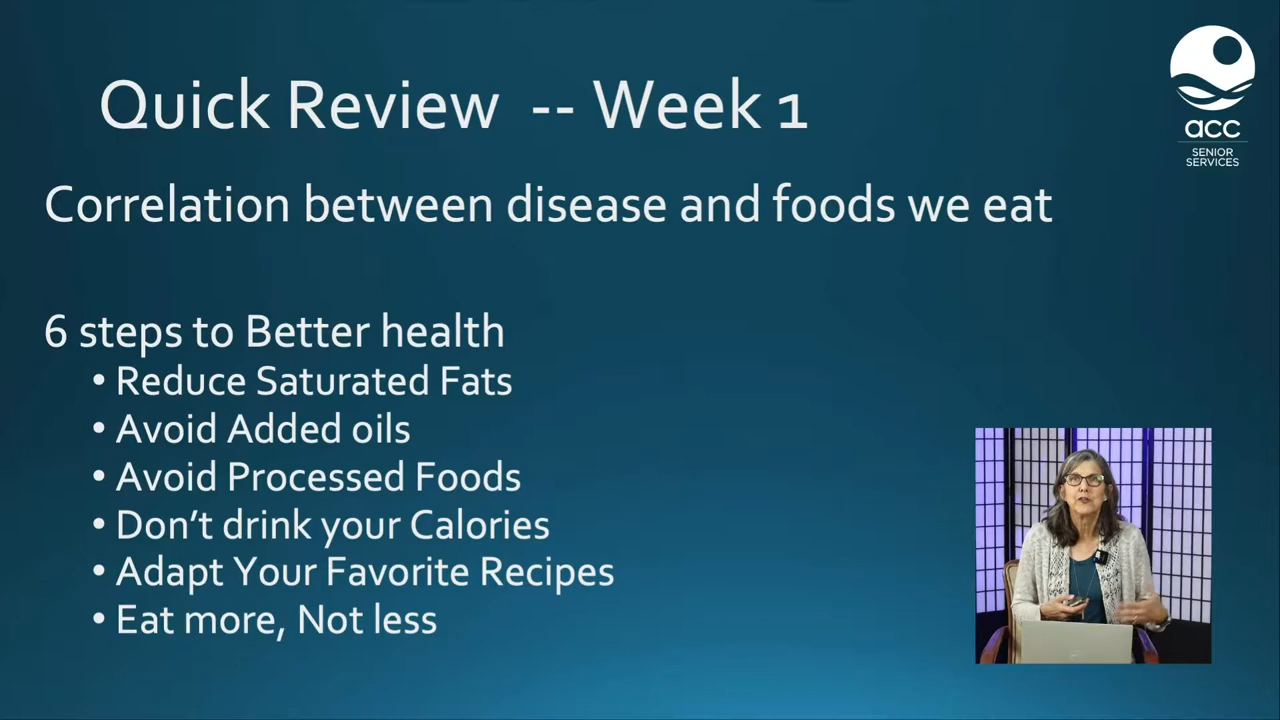 Quick Review -- Week 1
acc
SENIOR
SERVICES
Correlation between disease and foods we eat
6 steps to Better health
• Reduce Saturated Fats
• Avoid Added oils
• Avoid Processed Foods
• Don't drink your Calories
• Adapt Your Favorite Recipes
• Eat more, Not less